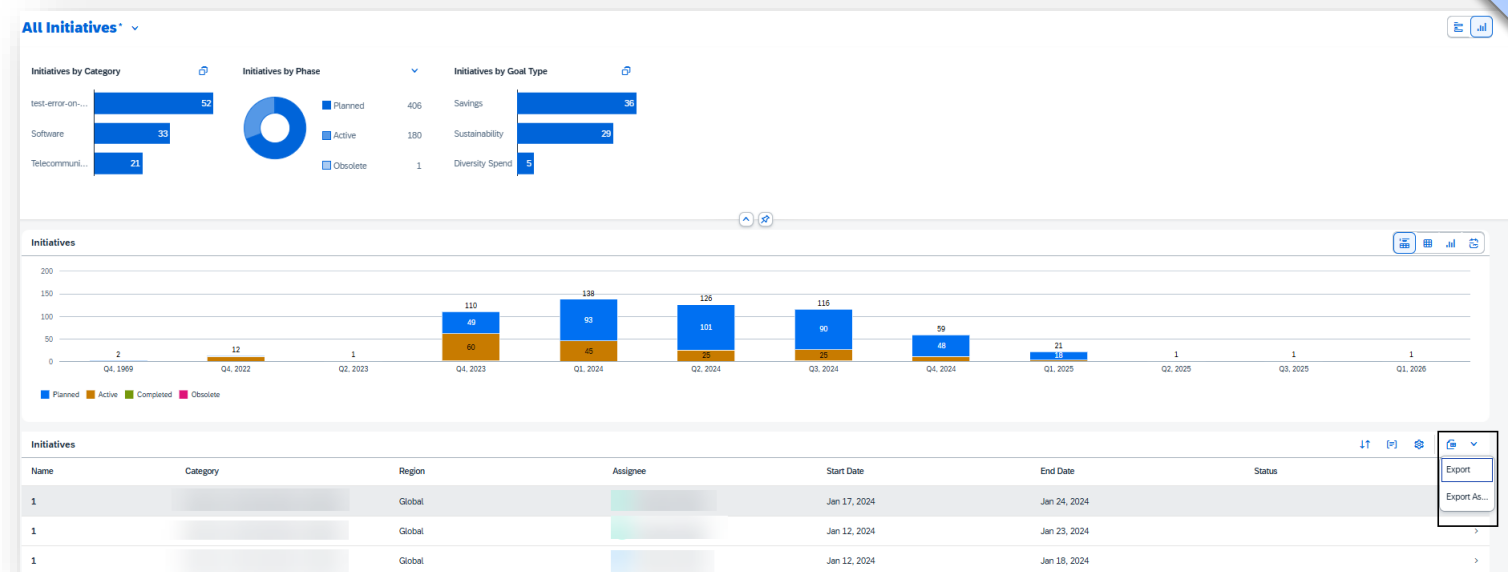 All Initiatives*
Initiatives by Category
test-error-on-... 52
Software 33
Telecommuni... 21
Initiatives by Phase
Planned 406
Active 180
Obsolete 1
Initiatives by Goal Type
Savings 36
Sustainability 29
Diversity Spend 5
Initiatives
200
150
100
50
0
2 12 1 110 138 126 116 59 21 1 1 1
49 93 101 90 48 18
60 45 25 25
Q4, 1969 Q4, 2022 Q2, 2023 Q4, 2023 Q1, 2024 Q2, 2024 Q3, 2024 Q4, 2024 Q1, 2025 Q2, 2025 Q3, 2025 Q1, 2026
Planned Active Completed Obsolete
Initiatives
Name Category Region Assignee Start Date End Date Status
Export
Export As...
1 Global Jan 17, 2024 Jan 24, 2024
1 Global Jan 12, 2024 Jan 23, 2024
1 Global Jan 12, 2024 Jan 18, 2024